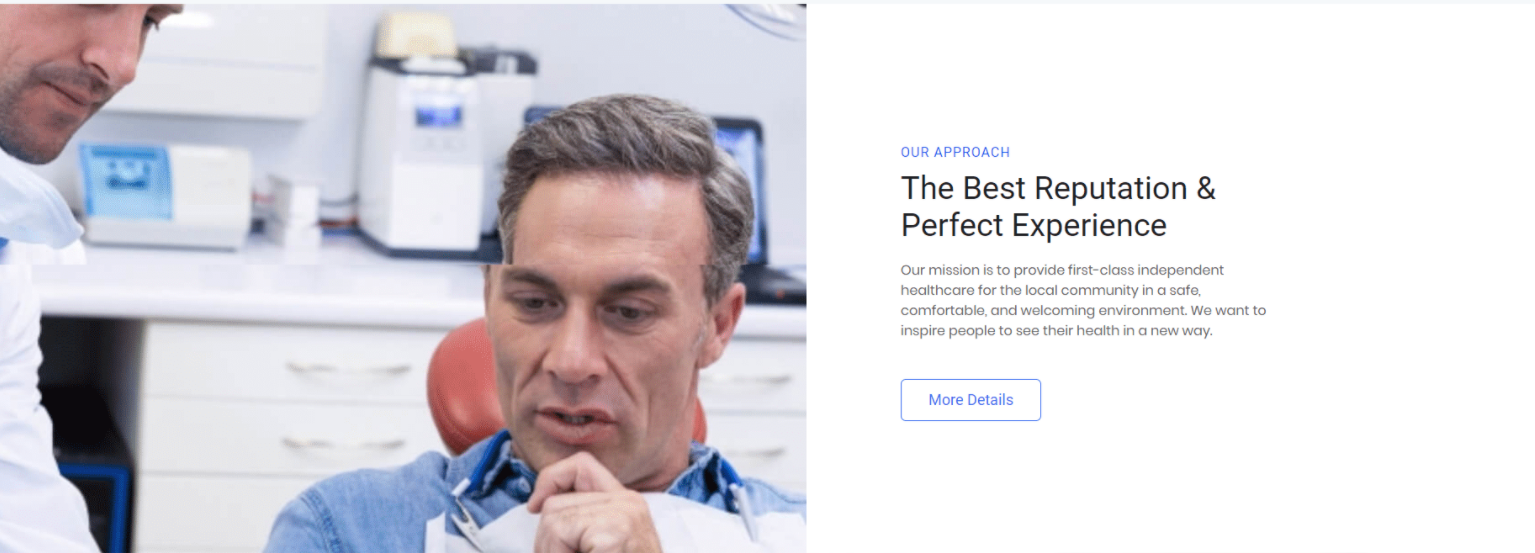 OUR APPROACH
The Best Reputation &
Perfect Experience
Our mission is to provide first-class independent
healthcare for the local community in a safe,
comfortable, and welcoming environment. We want to
inspire people to see their health in a new way.
More Details